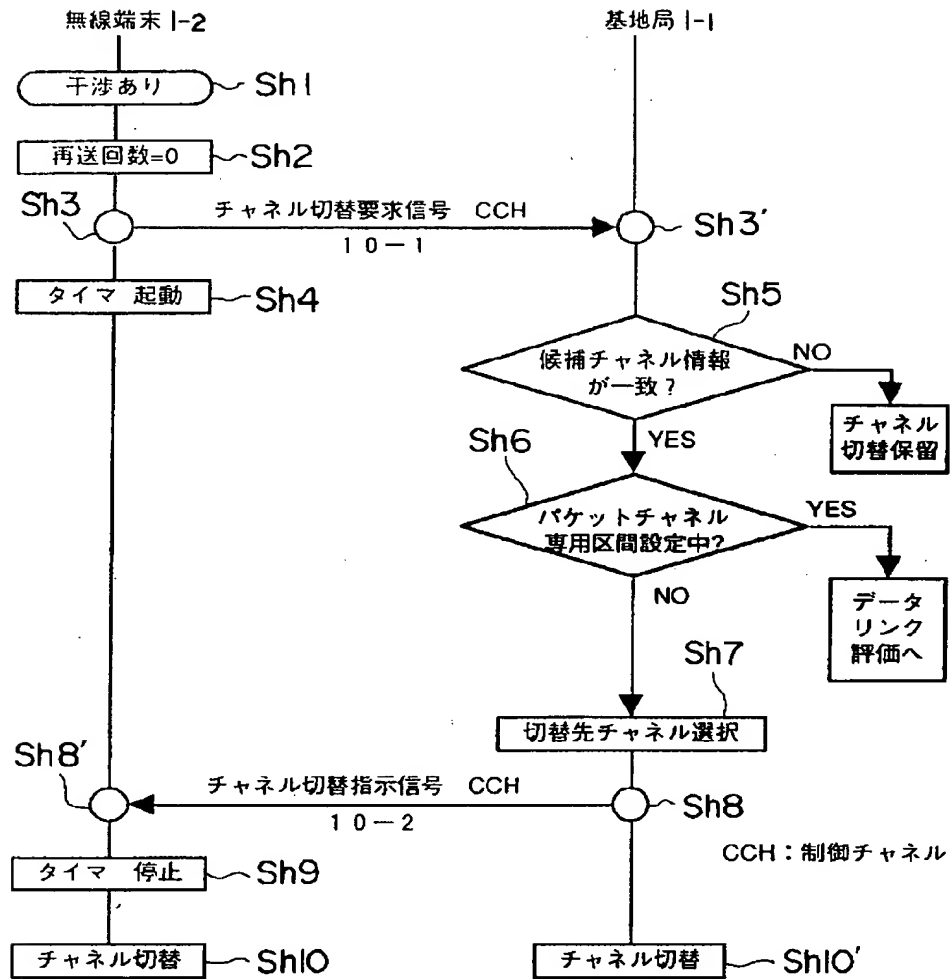 無線端末 1-2
基地局 1-1
干渉あり
Sh1
再送回数=0
Sh2
Sh3
チャネル切替要求信号 CCH
10-1
Sh3'
タイマ 起動
Sh4
Sh5
候補チャネル情報
が一致?
NO
チャネル
切替保留
YES
Sh6
パケットチャネル
専用区間設定中?
YES
NO
データ
リンク
評価へ
Sh7
切替先チャネル選択
Sh8'
チャネル切替指示信号 CCH
10-2
Sh8
CCH:制御チャネル
タイマ 停止
Sh9
チャネル切替
Sh10
チャネル切替
Sh10'